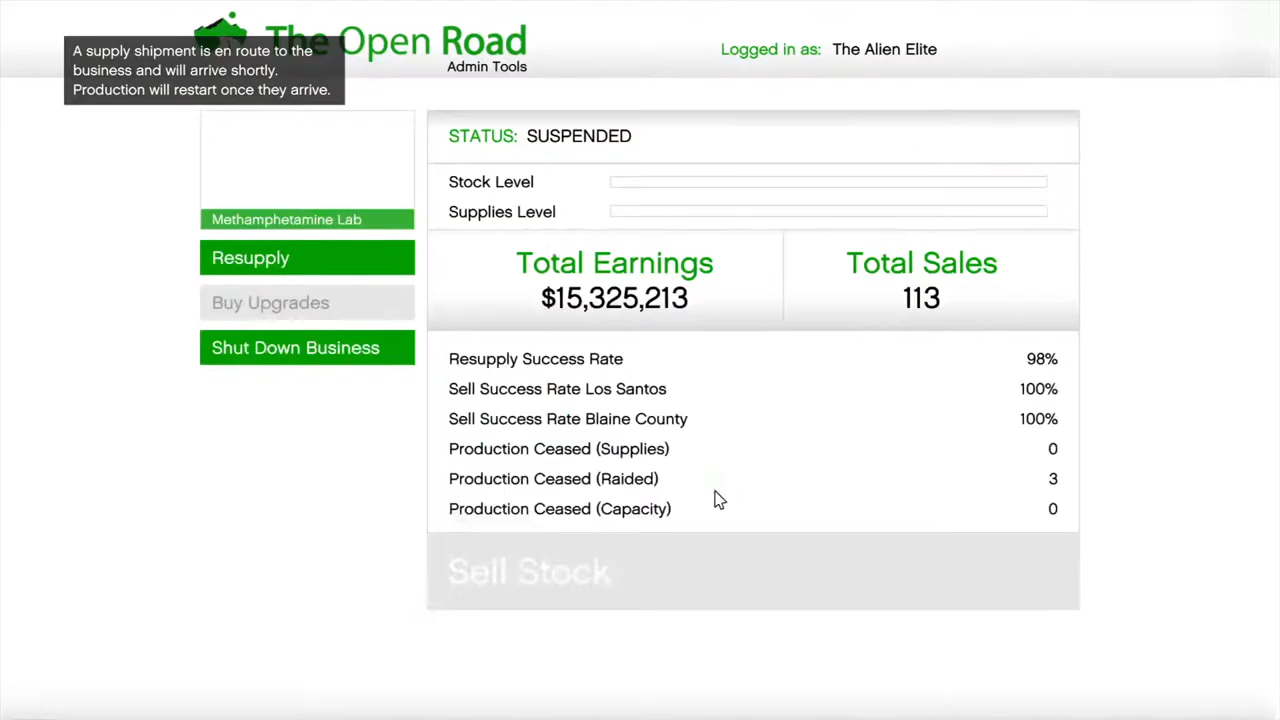 The Open Road
Admin Tools
Logged in as: The Alien Elite
A supply shipment is en route to the
business and will arrive shortly.
Production will restart once they arrive.
Methamphetamine Lab
Resupply
Buy Upgrades
Shut Down Business
STATUS: SUSPENDED
Stock Level
Supplies Level
Total Earnings
$15,325,213
Total Sales
113
Resupply Success Rate 98%
Sell Success Rate Los Santos 100%
Sell Success Rate Blaine County 100%
Production Ceased (Supplies) 0
Production Ceased (Raided) 3
Production Ceased (Capacity) 0
Sell Stock